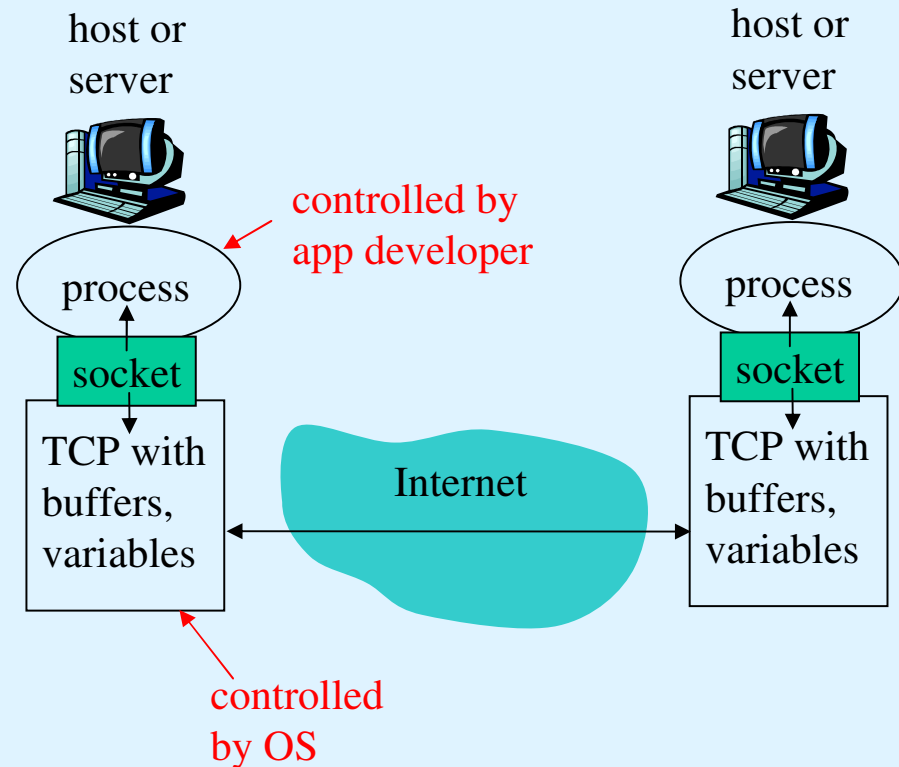 host or
server
controlled by
app developer
process
socket
TCP with
buffers,
variables
controlled
by OS
Internet
host or
server
process
socket
TCP with
buffers,
variables